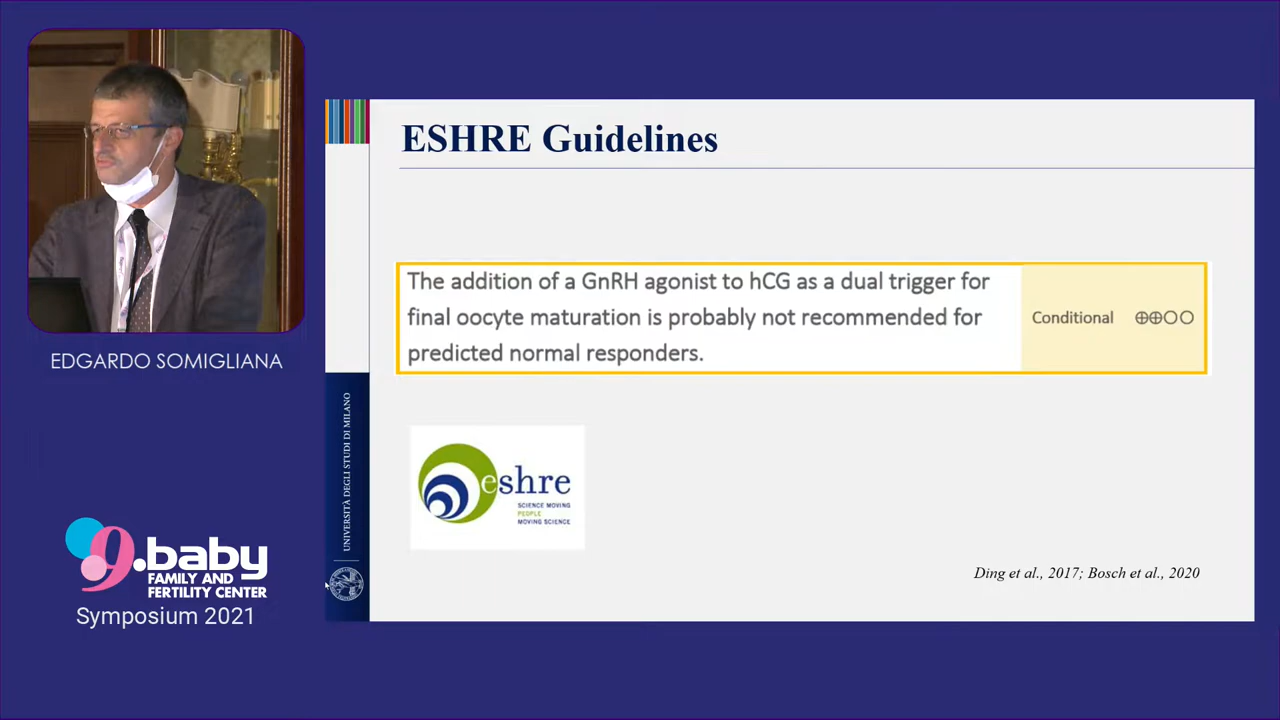 ESHRE Guidelines
The addition of a GnRH agonist to hCG as a dual trigger for
final oocyte maturation is probably not recommended for
predicted normal responders.
Conditional ⊕⊕○○
EDGARDO SOMIGLIANA
UNIVERSITÀ DEGLI STUDI DI MILANO
eshre
SCIENCE MOVING
PEOPLE
MOVING SCIENCE
9.baby
FAMILY AND
FERTILITY CENTER
Symposium 2021
Ding et al., 2017; Bosch et al., 2020